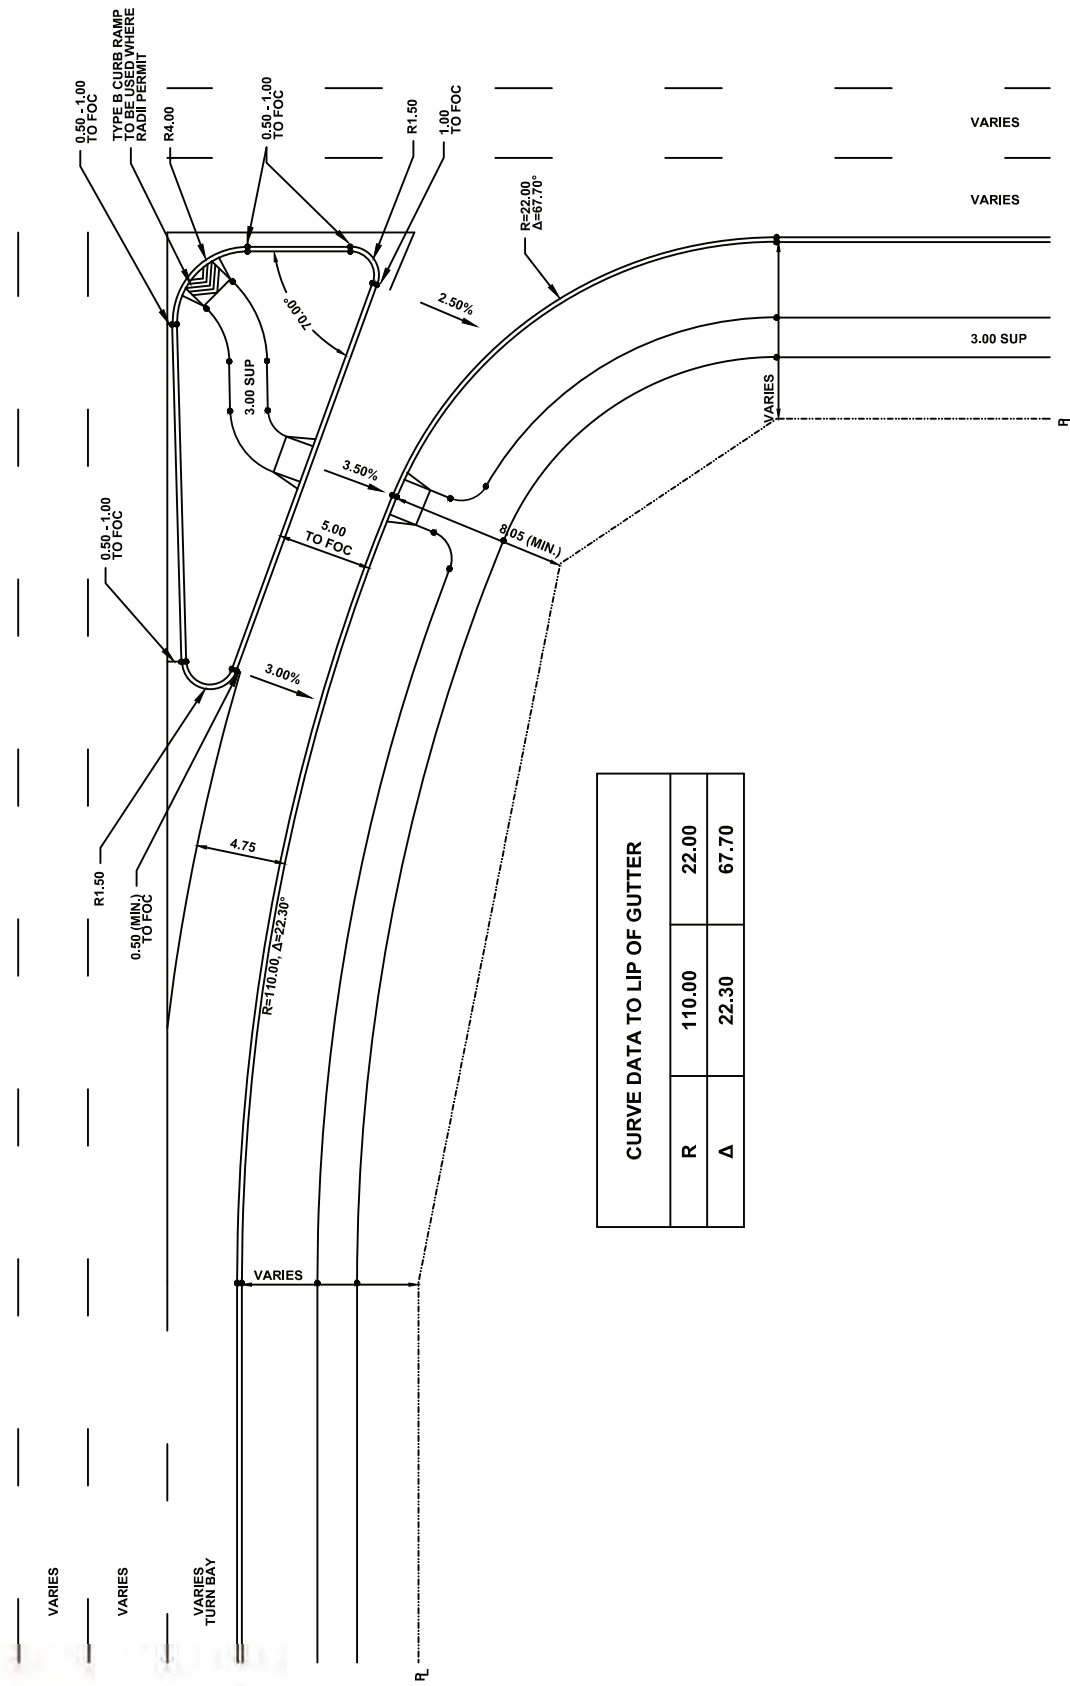 0.50 - 1.00
TO FOC
TYPE B CURB RAMP
TO BE USED WHERE
RADII PERMIT
R4.00
0.50 - 1.00
TO FOC
R1.50
1.00
TO FOC
VARIES
VARIES
R=22.00
Δ=67.70°
2.50%
70.00°
3.00 SUP
3.00 SUP
VARIES
3.50%
0.50 - 1.00
TO FOC
5.00
TO FOC
8.05 (MIN.)
3.00%
R1.50
0.50 (MIN.)
TO FOC
4.75
R=110.00, Δ=22.30°
VARIES
CURVE DATA TO LIP OF GUTTER
R 110.00 22.00
Δ 22.30 67.70
VARIES
VARIES
VARIES
TURN BAY
PL
PL